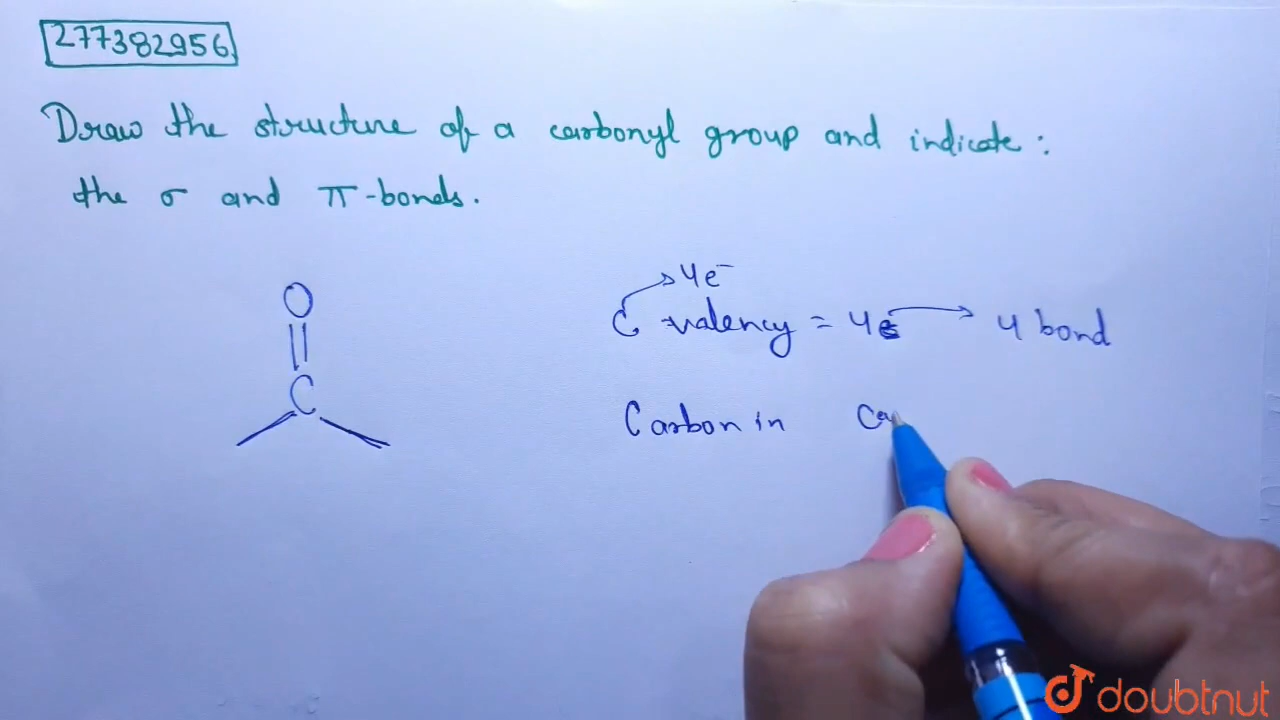 277382956
Draw the structure of a carbonyl group and indicate:
the σ and π-bonds.
O
C
4e⁻
C valency = 4e → 4 bond
Carbon in Ca
doubtnut